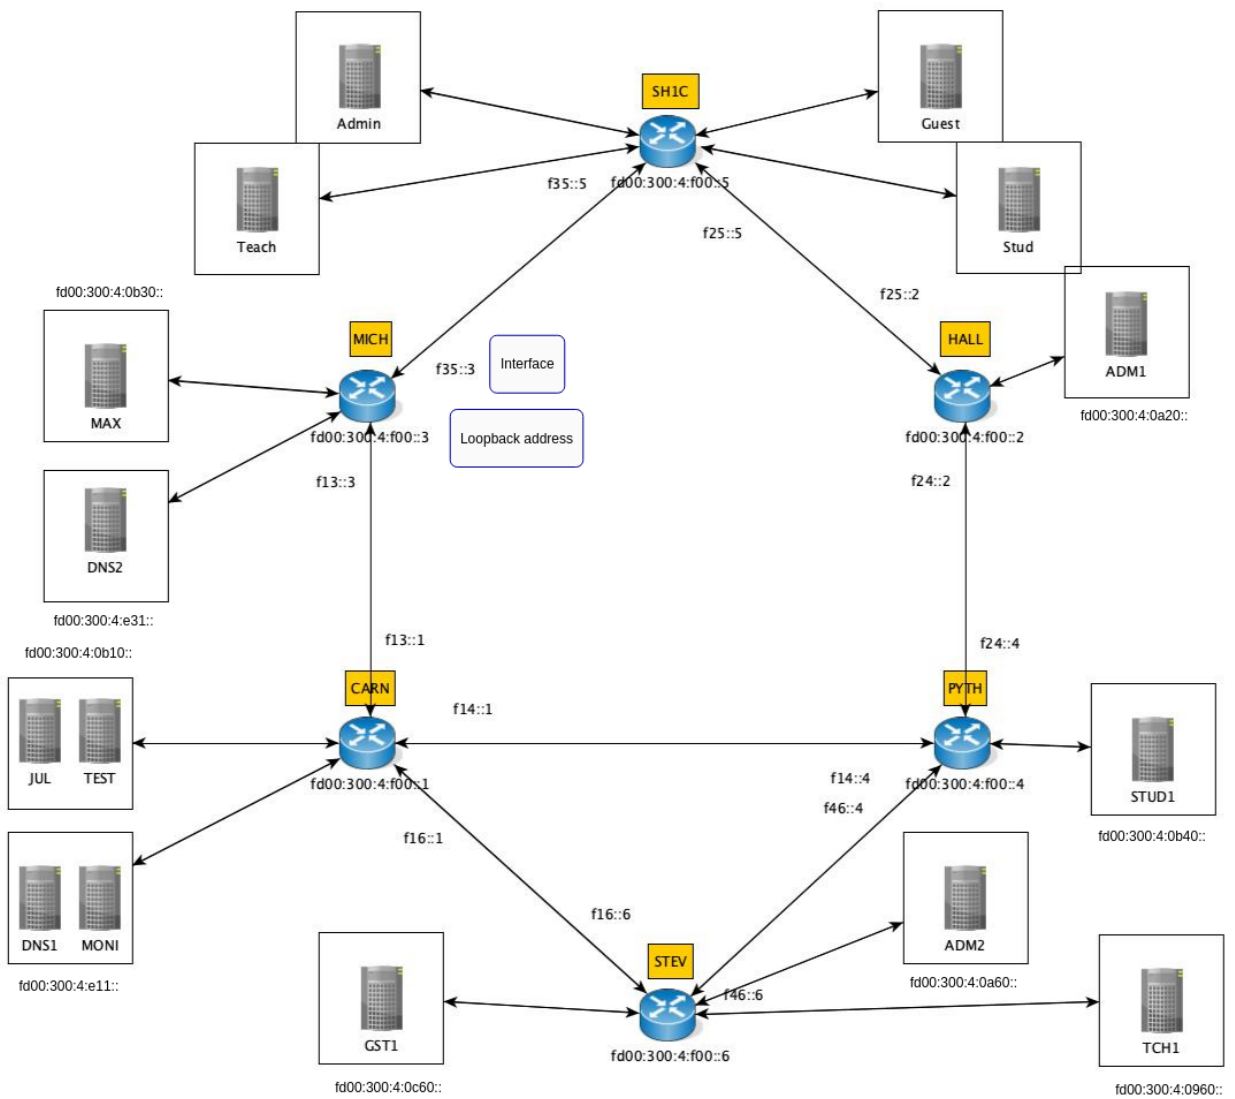 Admin
SH1C
Guest
fd00:300:4:f00::5
f35::5
Teach
f25::5
Stud
fd00:300:4:0b30::
f25::2
MICH
HALL
Interface
f35::3
ADM1
MAX
Loopback address
fd00:300:4:0a20::
fd00:300:4:f00::3
fd00:300:4:f00::2
f13::3
f24::2
DNS2
fd00:300:4:e31::
f13::1
f24::4
fd00:300:4:0b10::
CARN
PYTH
f14::1
JUL
TEST
fd00:300:4:f00::1
f14::4
fd00:300:4:f00::4
STUD1
f46::4
f16::1
fd00:300:4:0b40::
f16::6
DNS1
MONI
ADM2
STEV
fd00:300:4:e11::
fd00:300:4:0a60::
f46::6
GST1
TCH1
fd00:300:4:f00::6
fd00:300:4:0c60::
fd00:300:4:0960::